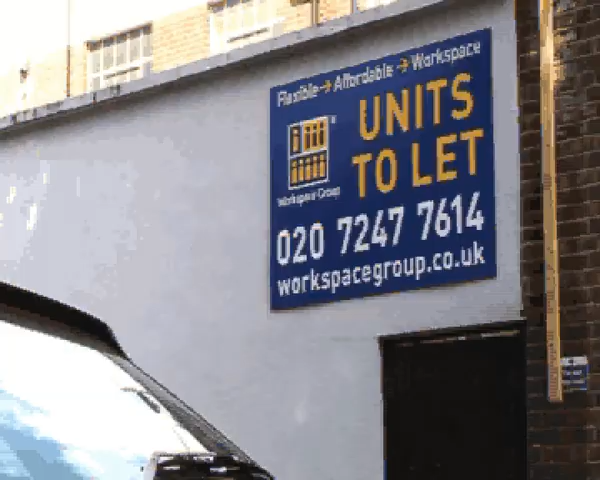 Flexible → Affordable → Workspace
UNITS
TO LET
Workspace Group
020 7247 7614
workspacegroup.co.uk